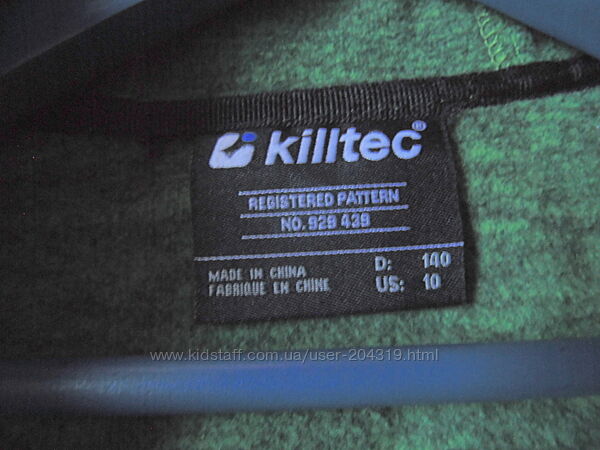 killtec®
REGISTERED PATTERN
NO. 929 439
MADE IN CHINA D: 140
FABRIQUE EN CHINE US: 10
www.kidstaff.com.ua/user-204319.html